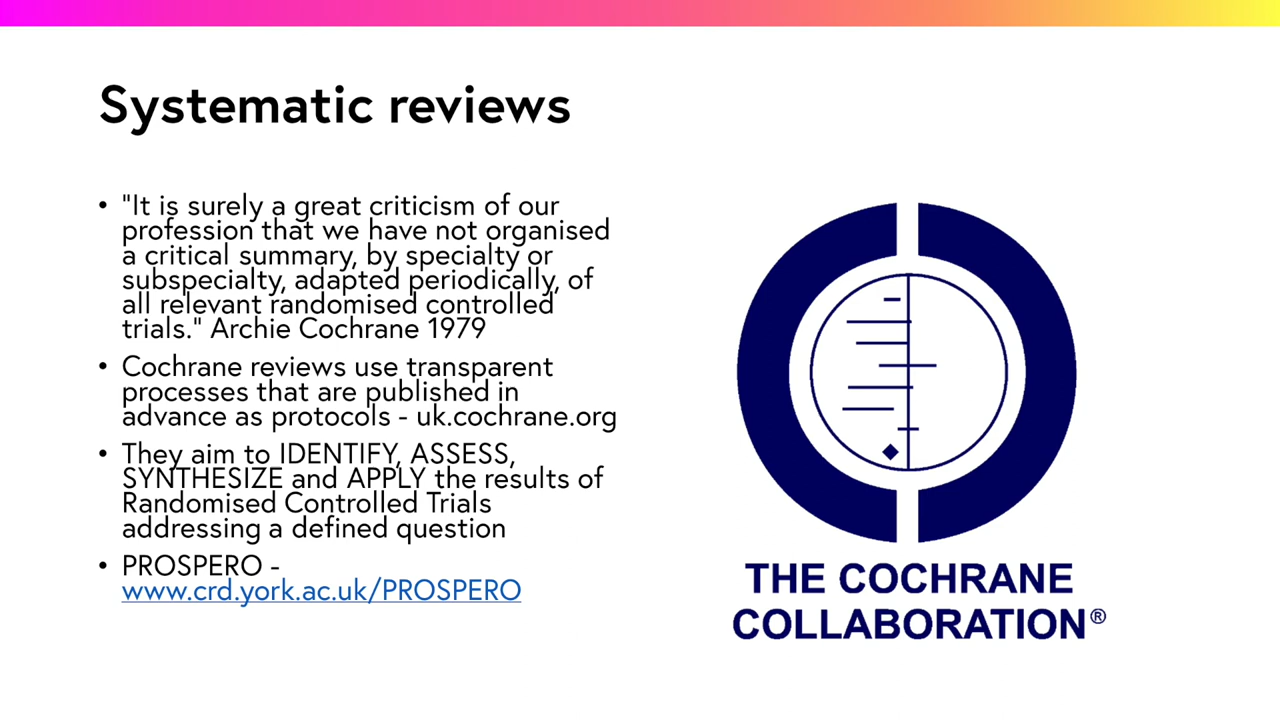 Systematic reviews
• "It is surely a great criticism of our
profession that we have not organised
a critical summary, by specialty or
subspecialty, adapted periodically, of
all relevant randomised controlled
trials." Archie Cochrane 1979
• Cochrane reviews use transparent
processes that are published in
advance as protocols - uk.cochrane.org
• They aim to IDENTIFY, ASSESS,
SYNTHESIZE and APPLY the results of
Randomised Controlled Trials
addressing a defined question
• PROSPERO -
www.crd.york.ac.uk/PROSPERO
THE COCHRANE
COLLABORATION®